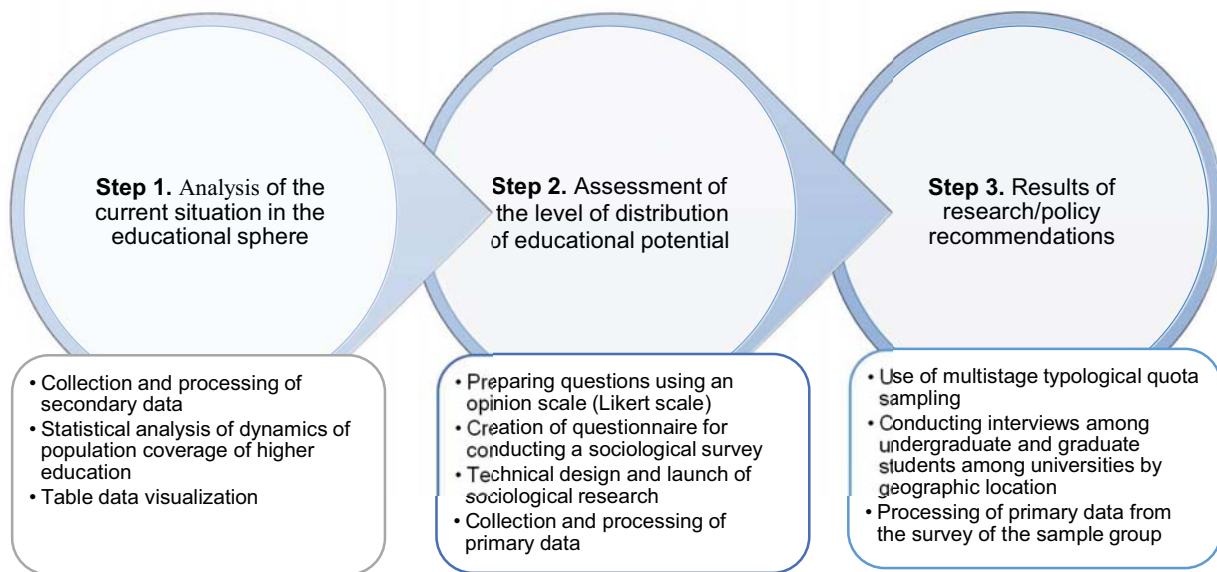 Step 1. Analysis of the
current situation in the
educational sphere
• Collection and processing of
secondary data
• Statistical analysis of dynamics of
population coverage of higher
education
• Table data visualization
Step 2. Assessment of
the level of distribution
of educational potential
• Preparing questions using an
opinion scale (Likert scale)
• Creation of questionnaire for
conducting a sociological survey
• Technical design and launch of
sociological research
• Collection and processing of
primary data
Step 3. Results of
research/policy
recommendations
• Use of multistage typological quota
sampling
• Conducting interviews among
undergraduate and graduate
students among universities by
geographic location
• Processing of primary data from
the survey of the sample group